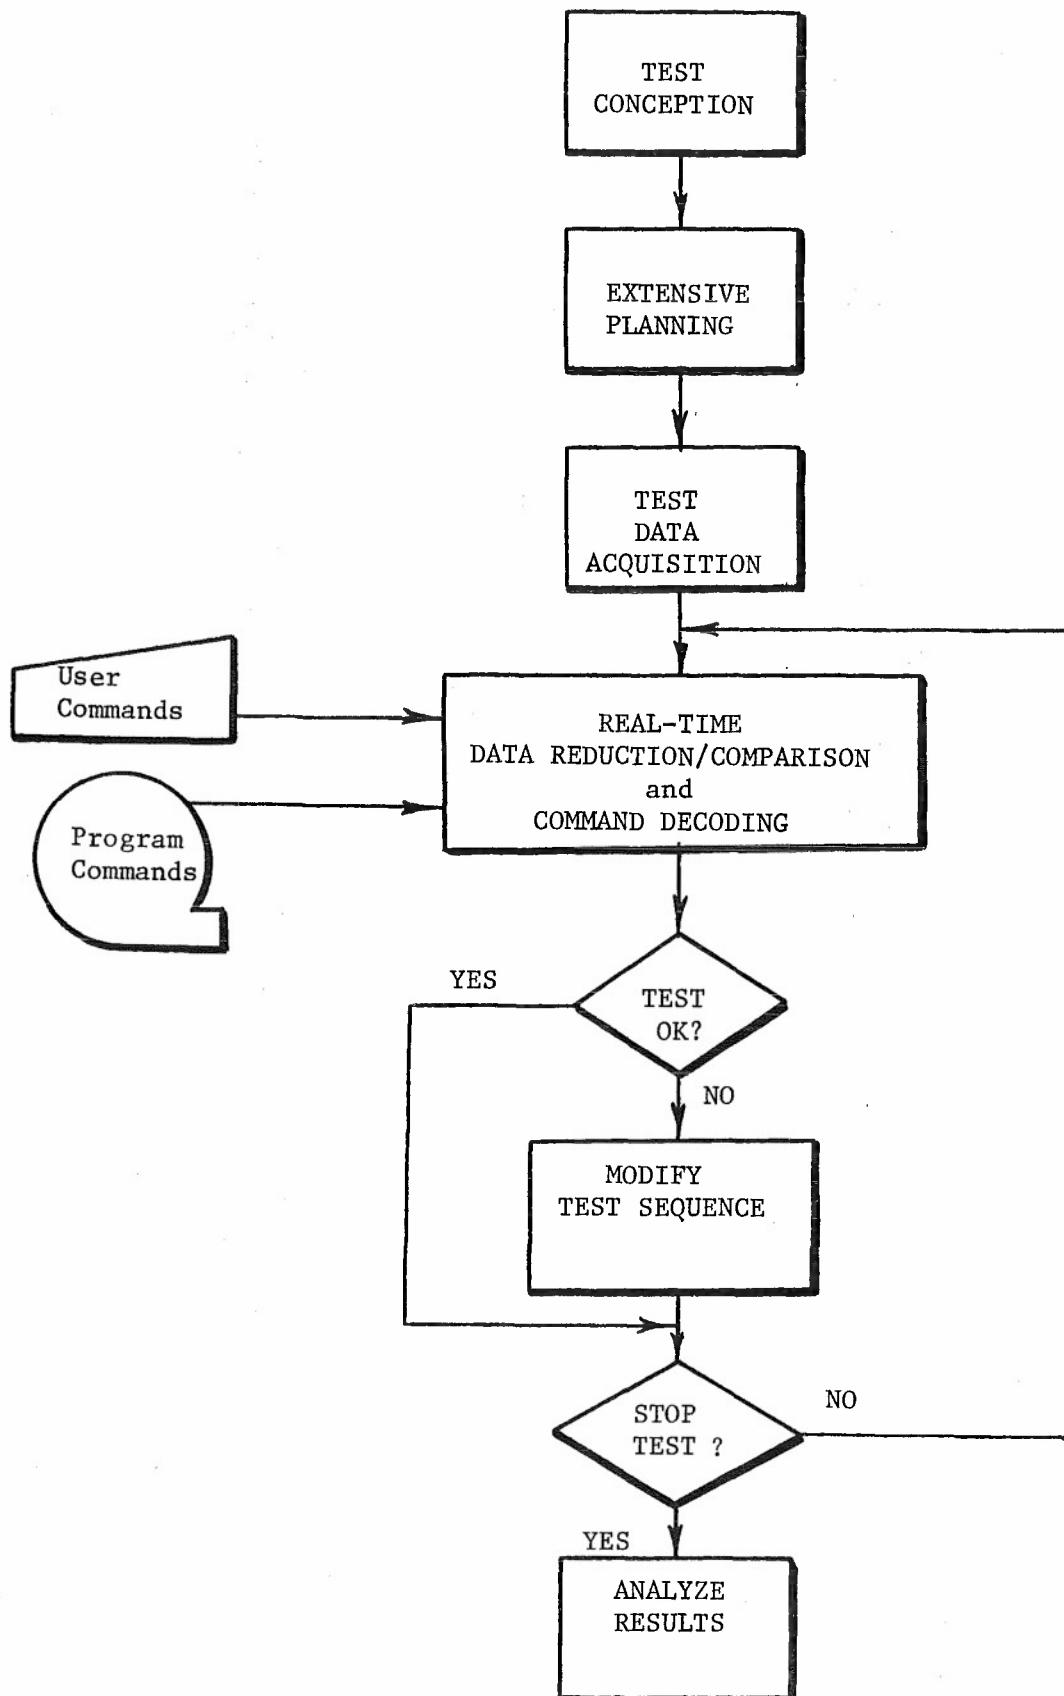 TEST
CONCEPTION
EXTENSIVE
PLANNING
TEST
DATA
ACQUISITION
User
Commands
REAL-TIME
DATA REDUCTION/COMPARISON
and
COMMAND DECODING
Program
Commands
YES
TEST
OK?
NO
MODIFY
TEST SEQUENCE
STOP
TEST ?
NO
YES
ANALYZE
RESULTS